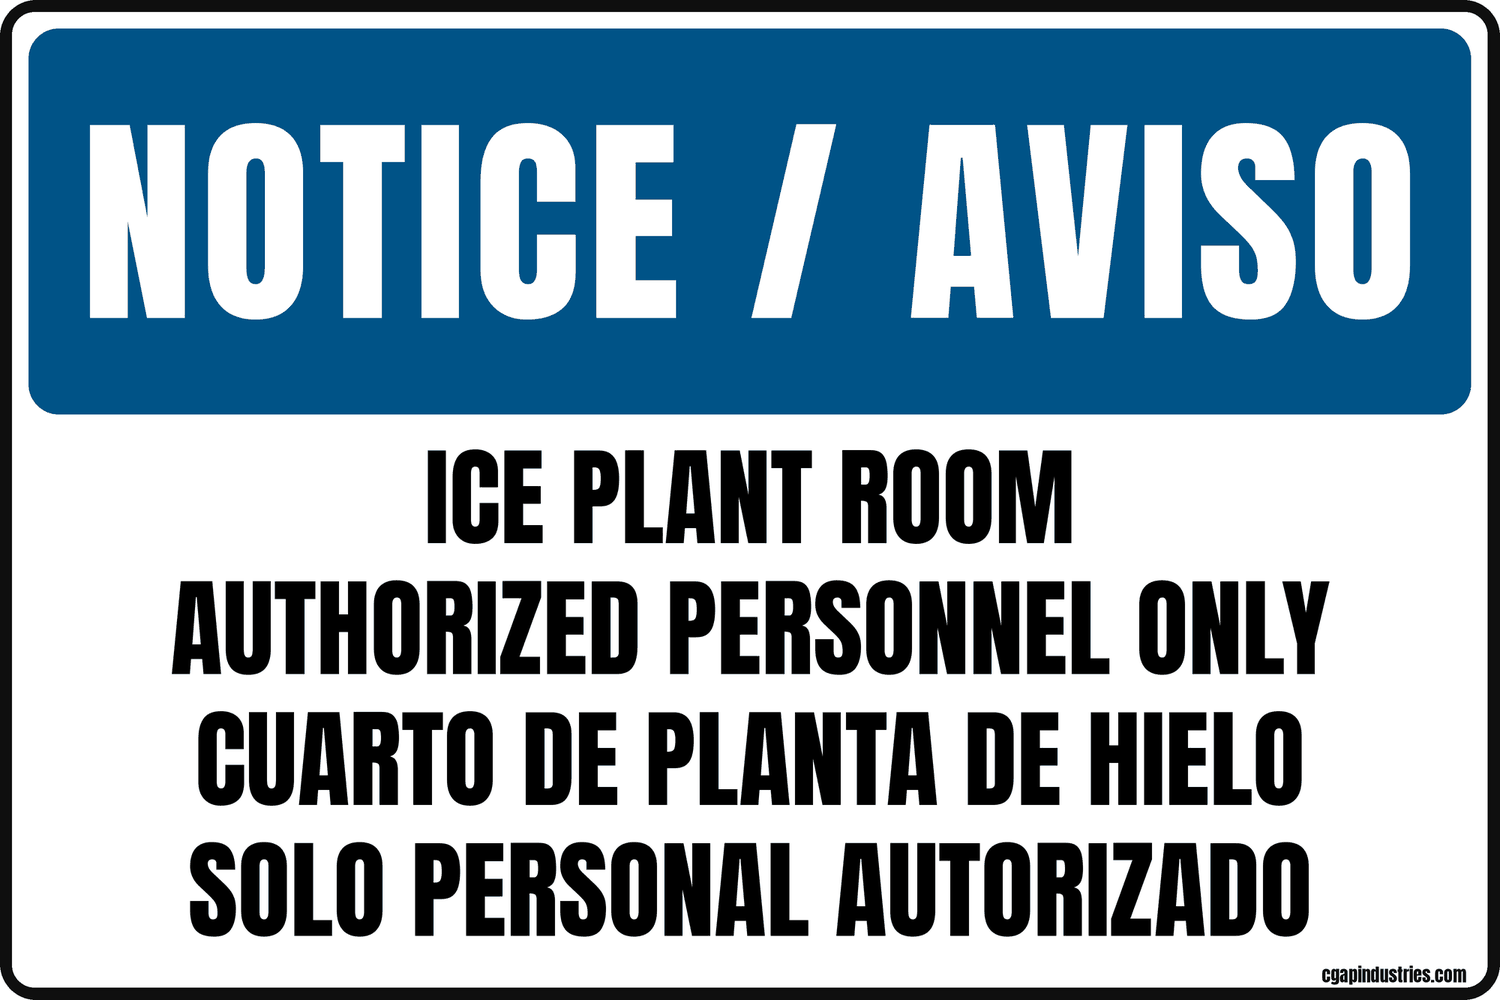 NOTICE / AVISO
ICE PLANT ROOM
AUTHORIZED PERSONNEL ONLY
CUARTO DE PLANTA DE HIELO
SOLO PERSONAL AUTORIZADO
cgapindustries.com